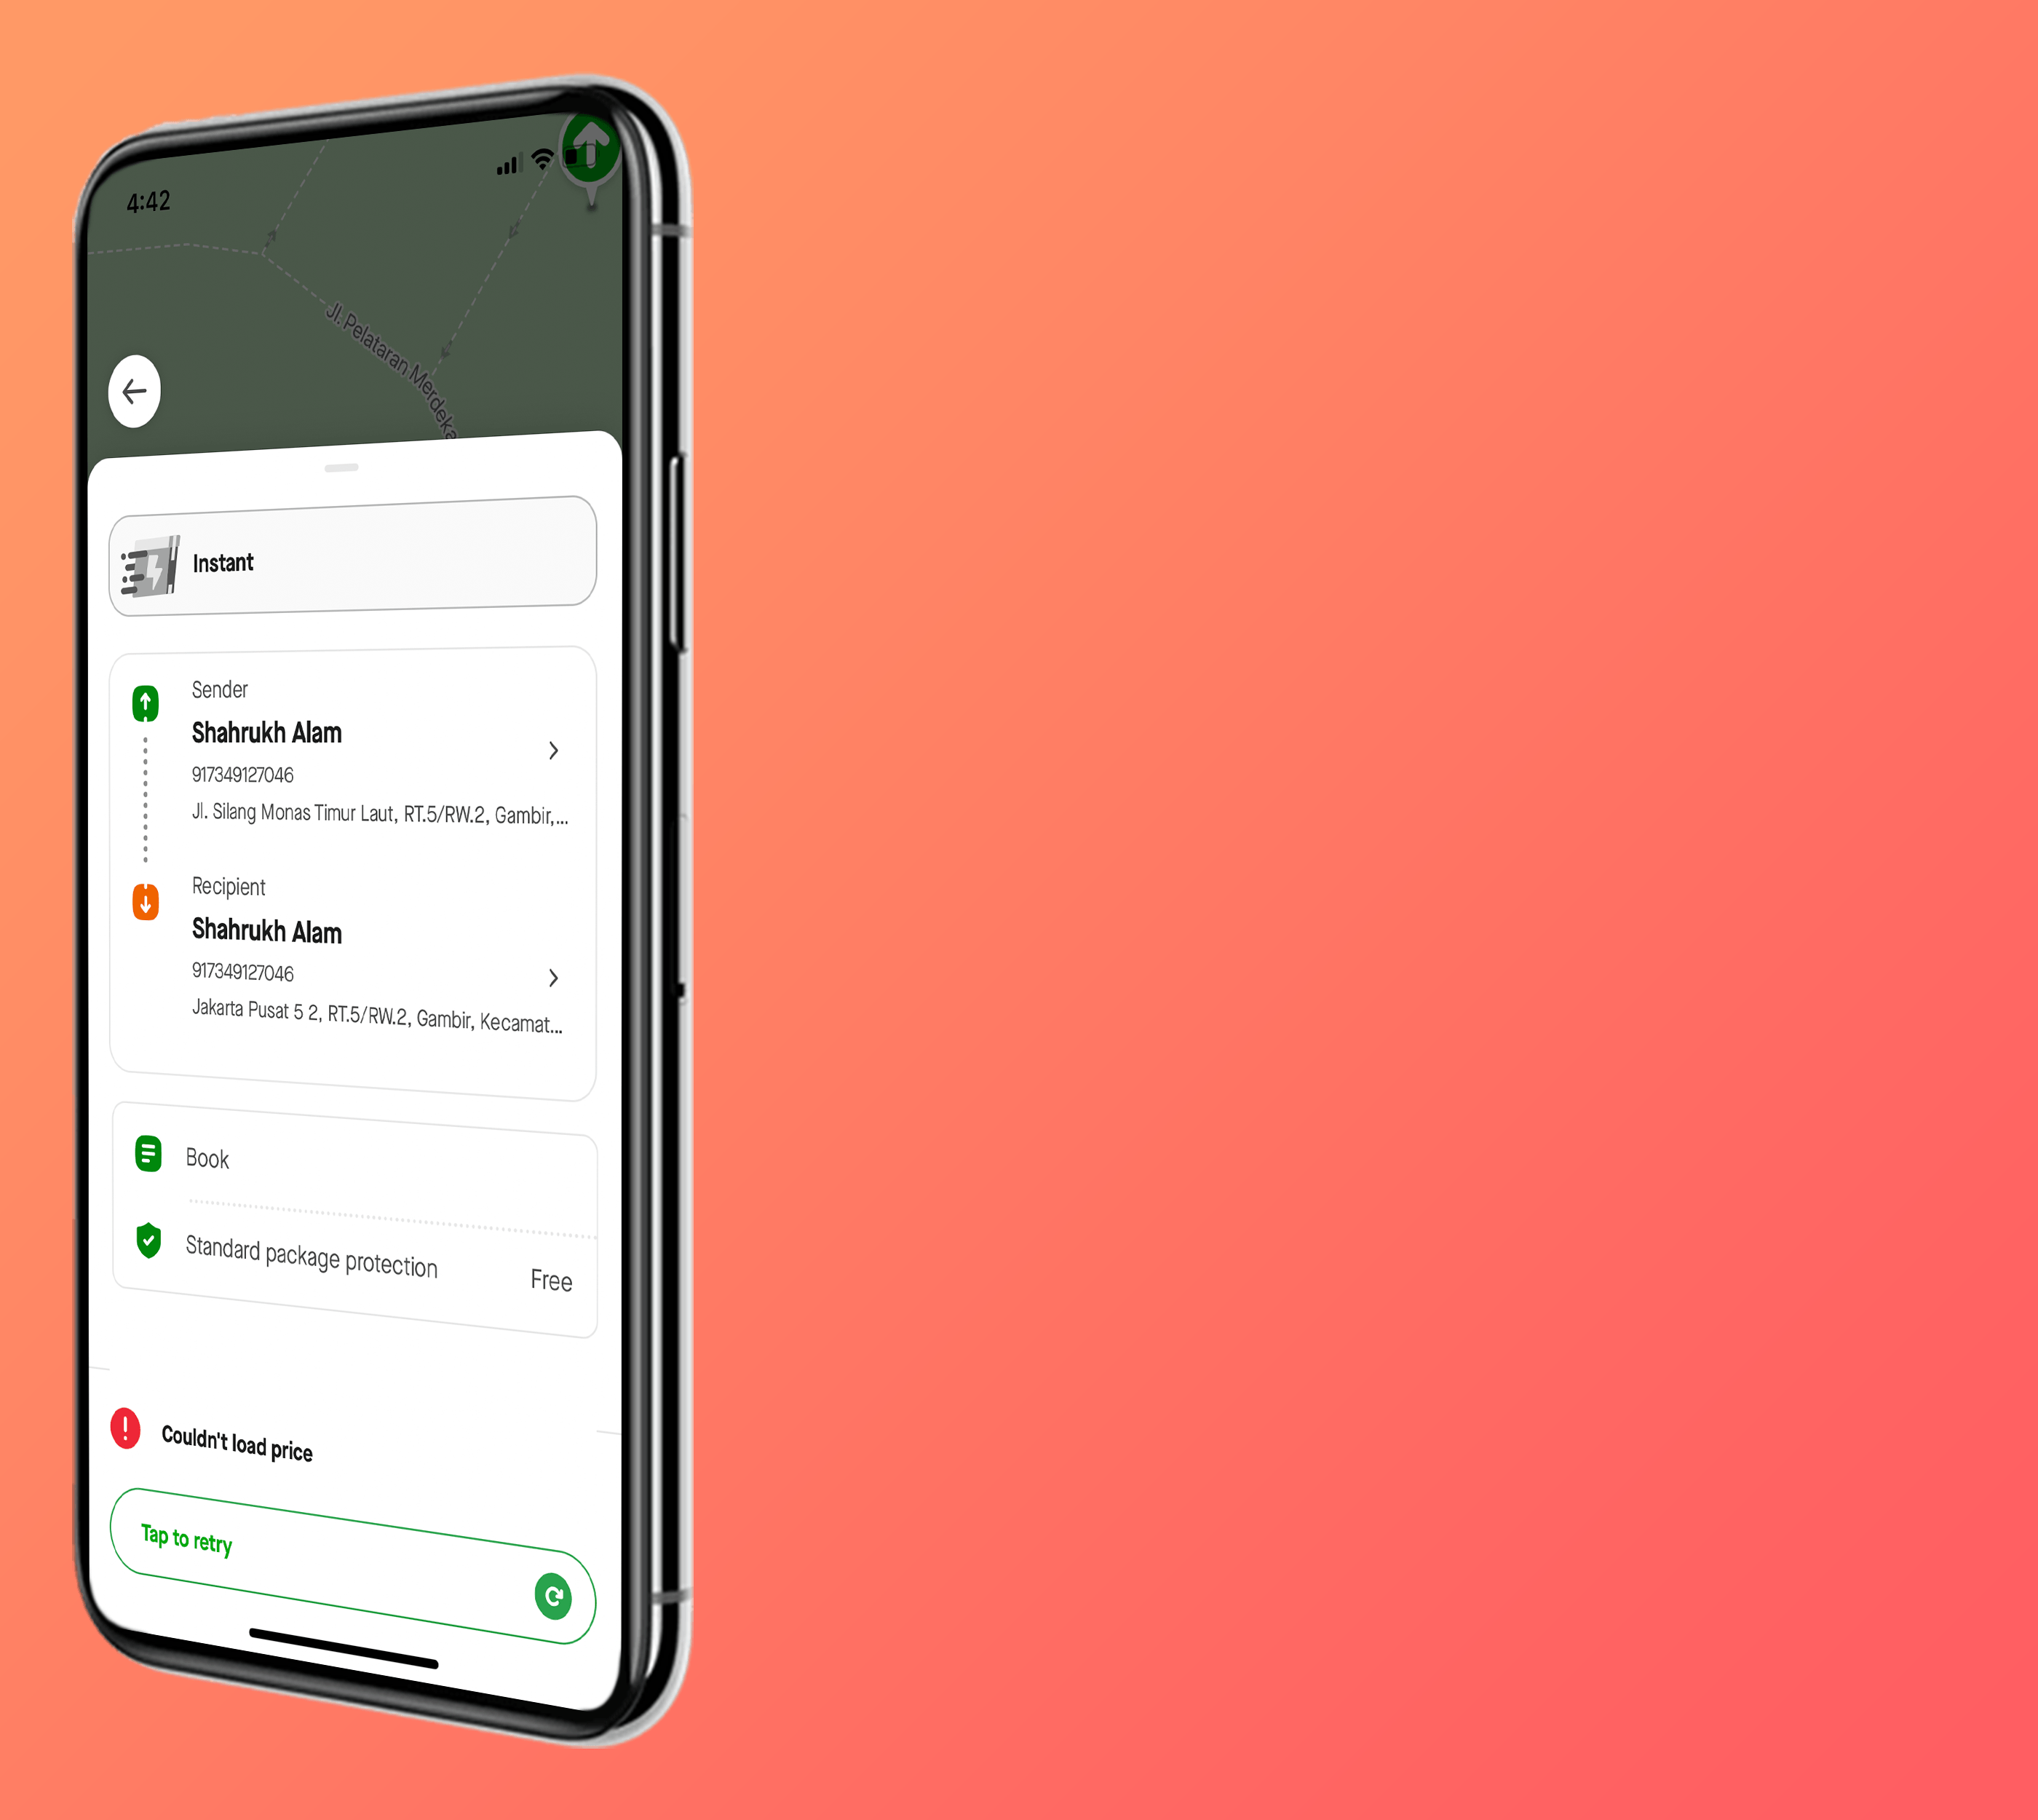 4:42
Jl. Pelataran Merdeka
Instant
Sender
Shahrukh Alam
917349127046
Jl. Silang Monas Timur Laut, RT.5/RW.2, Gambir,...
Recipient
Shahrukh Alam
917349127046
Jakarta Pusat 5 2, RT.5/RW.2, Gambir, Kecamat...
Book
Standard package protection
Free
Couldn't load price
Tap to retry